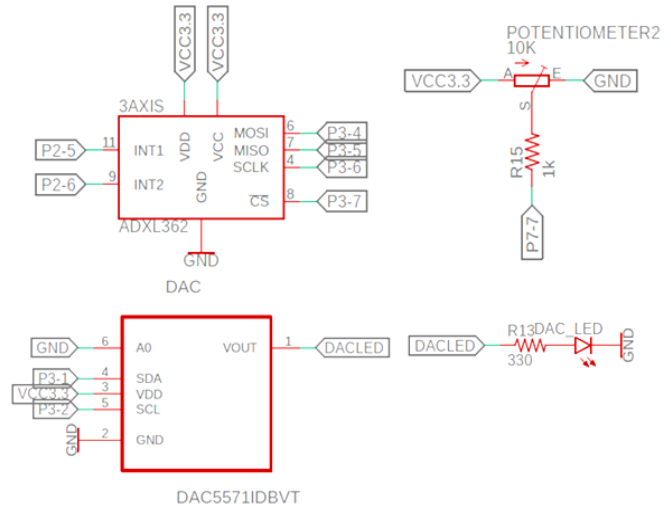 VCC3.3
VCC3.3
3AXIS
P2-5
11
INT1
P2-6
9
INT2
VDD
VCC
GND
MOSI
6
P3-4
MISO
7
P3-5
SCLK
4
P3-6
CS
8
P3-7
ADXL362
GND
POTENTIOMETER2
10K
VCC3.3
A
E
GND
S
R15
1k
P7-7
DAC
GND
6
A0
VOUT
1
DACLED
P3-1
4
SDA
VCC3.3
3
VDD
P3-2
5
SCL
GND
2
GND
DAC5571IDBVT
DACLED
R13
330
DAC_LED
GND